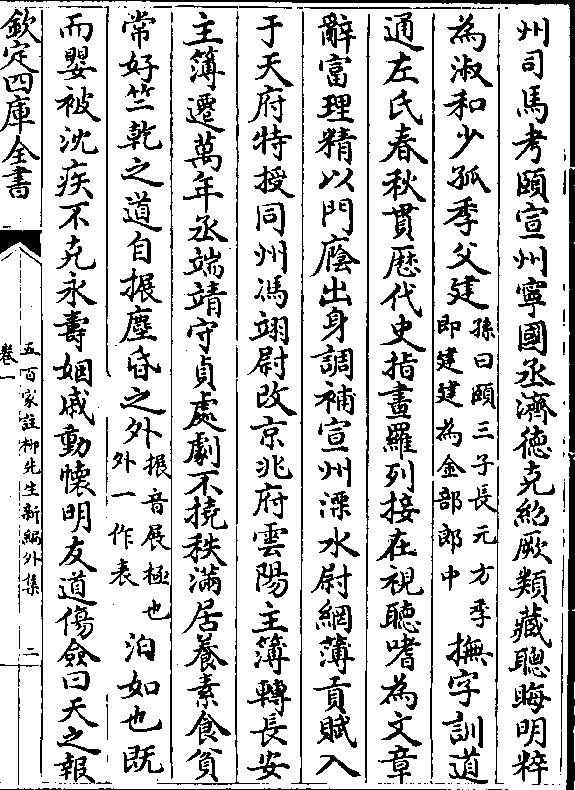 州司馬考頤宣州寧國丞濟德克紹厥類藏聰晦明粹
為淑和少孤季父建孫曰頤三子長元方季即建建為金部郎中撫字訓道
通左氏春秋貫歷代史指畫羅列接在視聽嗜為文章
辭富理精以門廕出身調補宣州溧水尉綱薄貢賦入
于天府特授同州馮翊尉改京兆府雲陽主簿轉長安
主簿遷萬年丞端靖守貞處劇不撓秩滿居養素食貧
常好竺乾之道自振塵昏之外振音展極也外一作表泊如也既
而嬰被沈疾不克永壽姻戚動懷明友道傷僉曰天之報
欽定四庫全書
五百家註柳先生新編外集
卷一
二